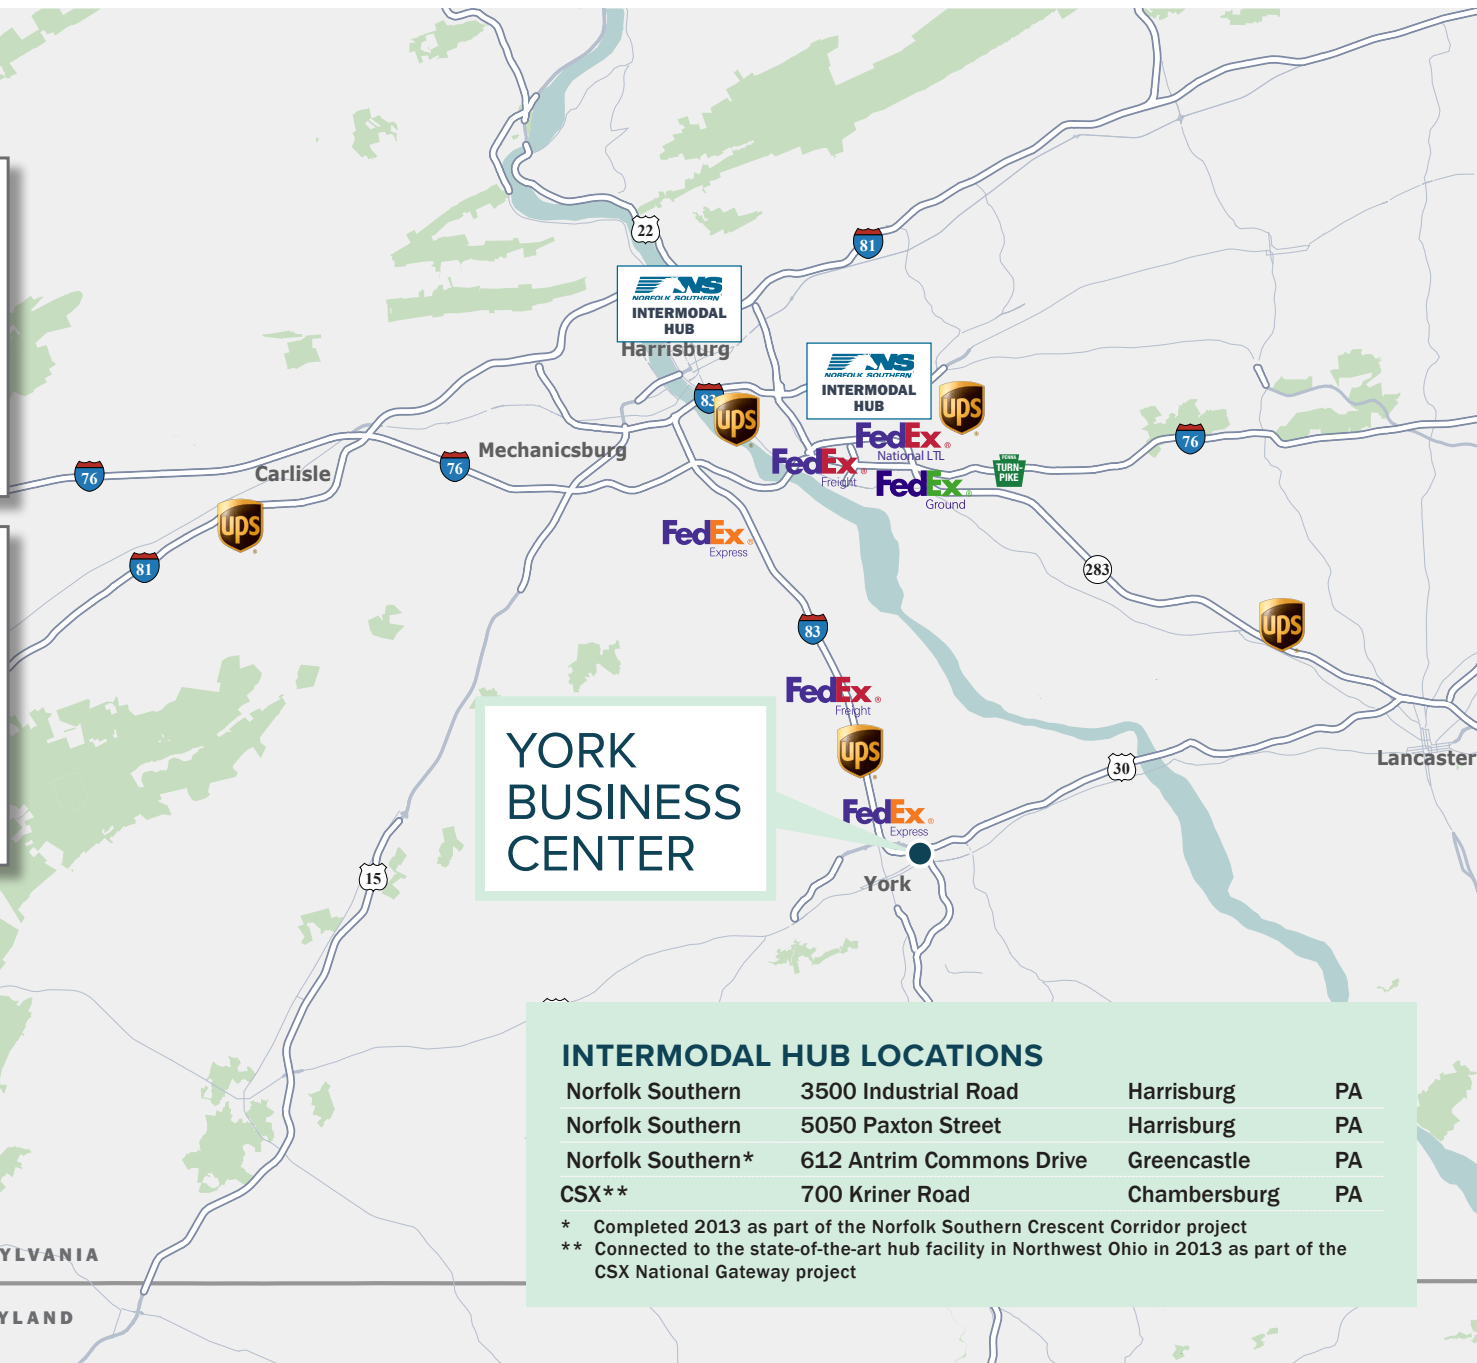 22
81
NS
NORFOLK SOUTHERN
INTERMODAL
HUB
Harrisburg
NS
NORFOLK SOUTHERN
INTERMODAL
HUB
83
ups
ups
FedEx®
National LTL
76
Mechanicsburg
76
FedEx®
Freight
PENNA
TURN-
PIKE
76
Carlisle
FedEx®
Ground
ups
FedEx®
Express
81
283
83
ups
FedEx®
Freight
YORK
BUSINESS
CENTER
ups
30
Lancaster
FedEx®
Express
15
York
INTERMODAL HUB LOCATIONS
Norfolk Southern 3500 Industrial Road Harrisburg PA
Norfolk Southern 5050 Paxton Street Harrisburg PA
Norfolk Southern* 612 Antrim Commons Drive Greencastle PA
CSX** 700 Kriner Road Chambersburg PA
* Completed 2013 as part of the Norfolk Southern Crescent Corridor project
** Connected to the state-of-the-art hub facility in Northwest Ohio in 2013 as part of the
CSX National Gateway project
YLVANIA
YLAND